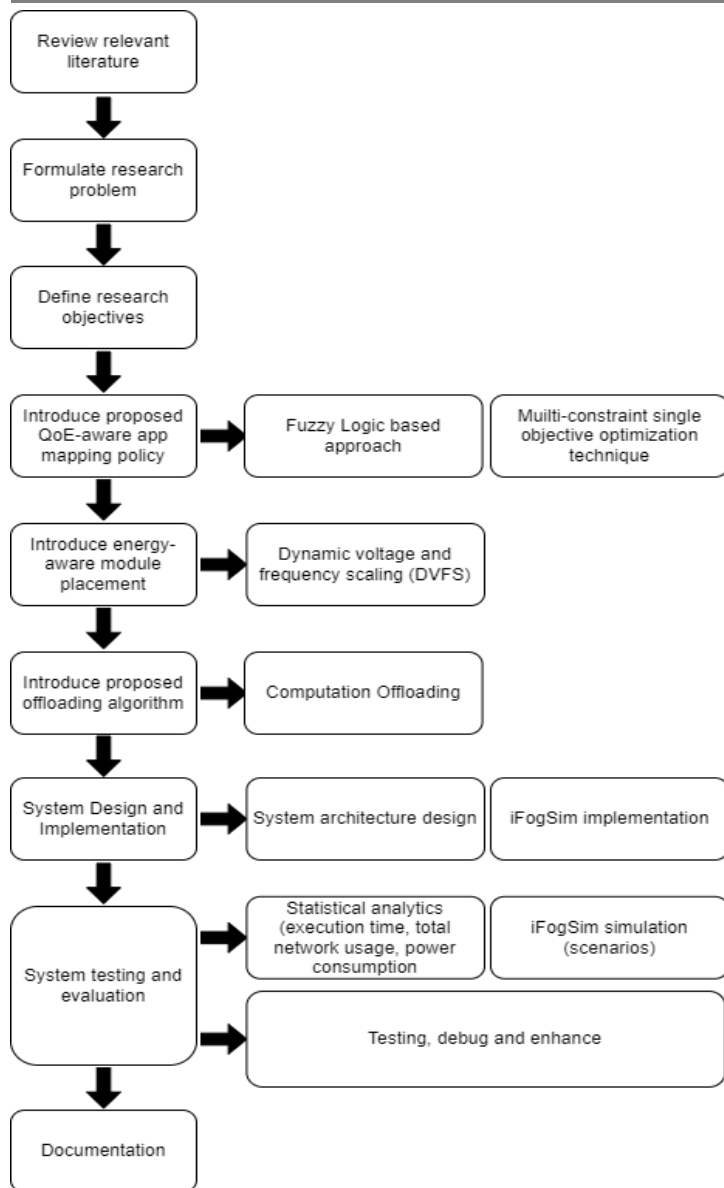 Review relevant
literature
Formulate research
problem
Define research
objectives
Introduce proposed
QoE-aware app
mapping policy
Fuzzy Logic based
approach
Muilti-constraint single
objective optimization
technique
Introduce energy-
aware module
placement
Dynamic voltage and
frequency scaling (DVFS)
Introduce proposed
offloading algorithm
Computation Offloading
System Design and
Implementation
System architecture design
iFogSim implementation
System testing and
evaluation
Statistical analytics
(execution time, total
network usage, power
consumption
iFogSim simulation
(scenarios)
Testing, debug and enhance
Documentation